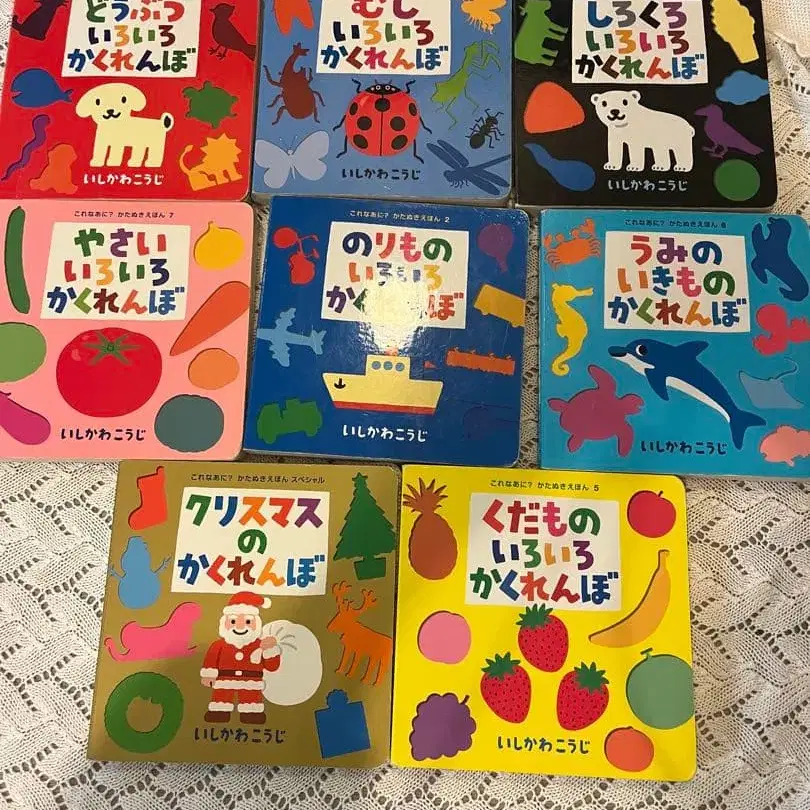 どうぶつ
いろいろ
かくれんぼ
いしかわこうじ
むし
いろいろ
かくれんぼ
いしかわこうじ
しろくろ
いろいろ
かくれんぼ
いしかわこうじ
これなあに？ かたぬきえほん 7
やさい
いろいろ
かくれんぼ
いしかわこうじ
これなあに？ かたぬきえほん 2
のりもの
いろいろ
かくれんぼ
いしかわこうじ
これなあに？ かたぬきえほん 6
うみの
いきもの
かくれんぼ
いしかわこうじ
これなあに？ かたぬきえほん スペシャル
クリスマス
の
かくれんぼ
いしかわこうじ
これなあに？ かたぬきえほん 5
くだもの
いろいろ
かくれんぼ
いしかわこうじ